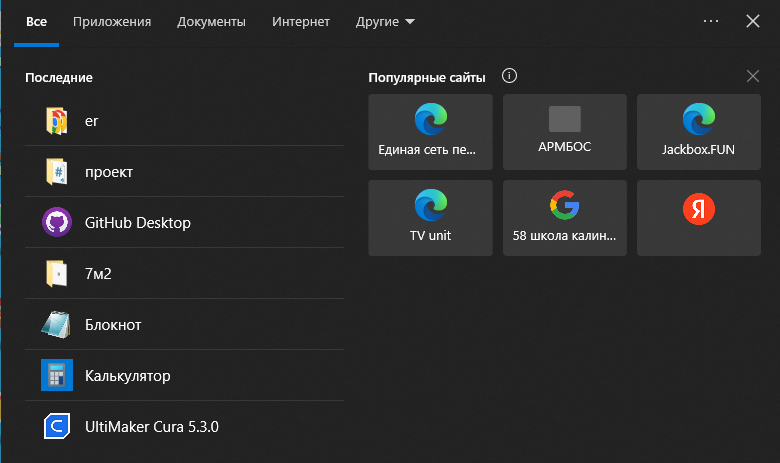 Все Приложения Документы Интернет Другие
Последние
er
проект
GitHub Desktop
7м2
Блокнот
Калькулятор
UltiMaker Cura 5.3.0
Популярные сайты
Единая сеть пе...
АРМБОС
Jackbox.FUN
TV unit
58 школа калин...
Я